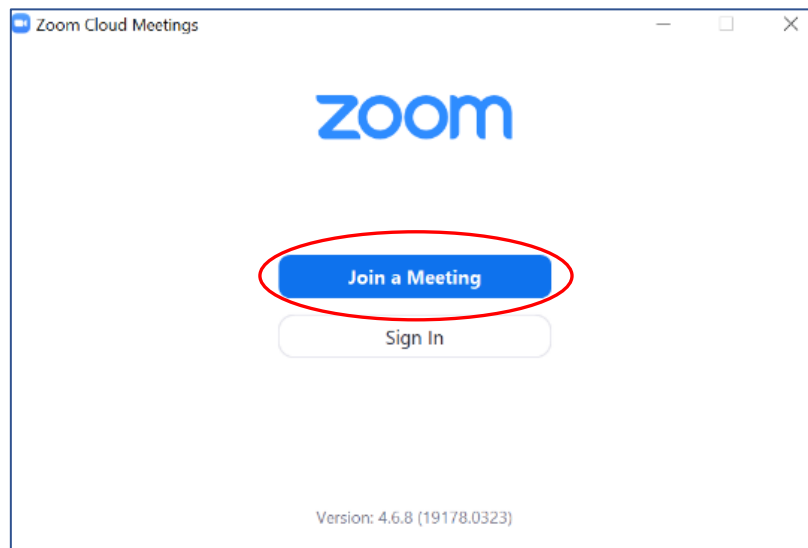 Zoom Cloud Meetings
zoom
Join a Meeting
Sign In
Version: 4.6.8 (19178.0323)